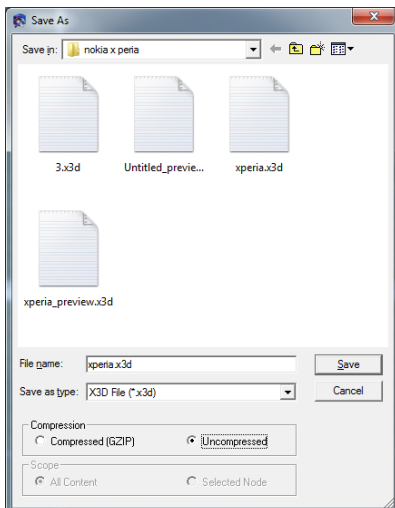 Save As
Save in: nokia x peria
3.x3d Untitled_previe... xperia.x3d
xperia_preview.x3d
File name: xperia.x3d Save
Save as type: X3D File (*.x3d) Cancel
Compression
Compressed (GZIP) Uncompressed
Scope
All Content Selected Node